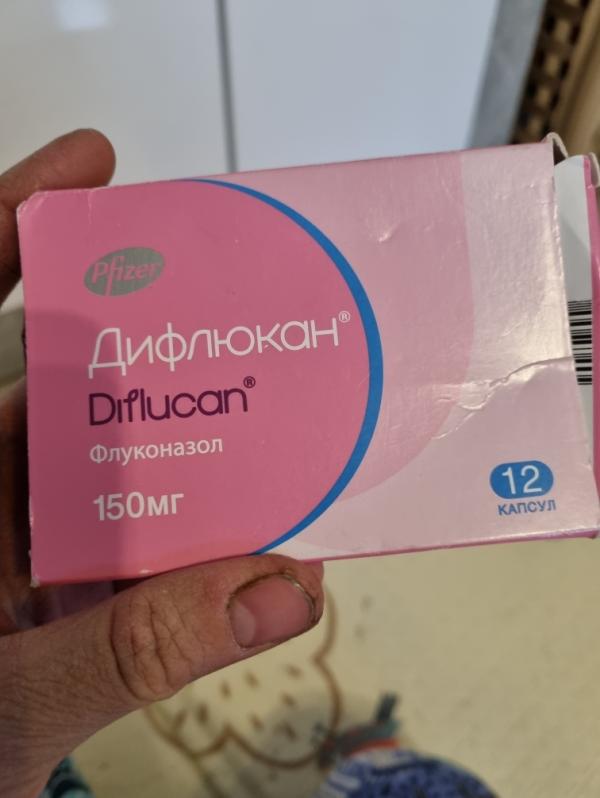 Pfizer
Дифлюкан®
Diflucan®
Флуконазол
150мг
12
КАПСУЛ